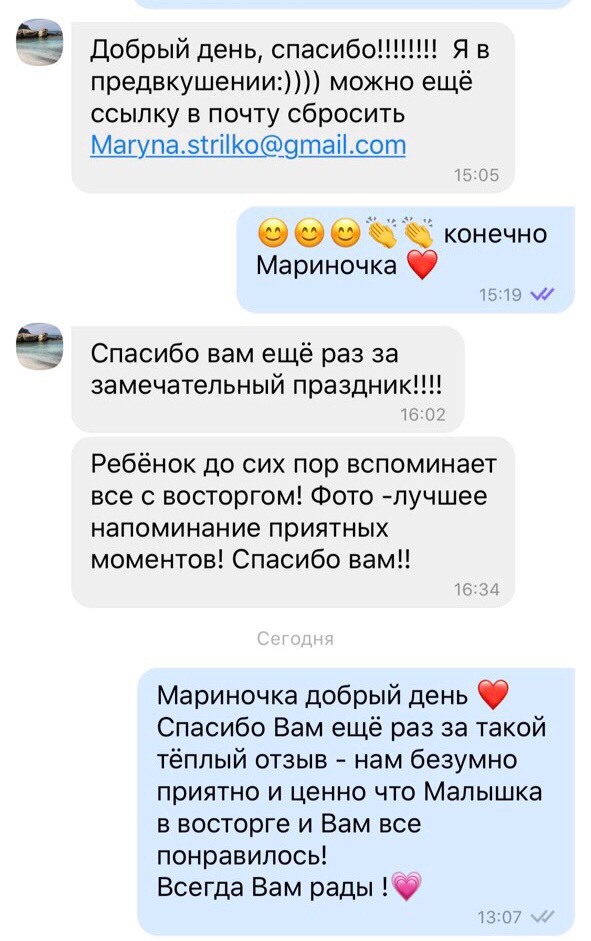 Добрый день, спасибо!!!!!!!! Я в
предвкушении:)))) можно ещё
ссылку в почту сбросить
Maryna.strilko@gmail.com
15:05
😊😊😊👏👏 конечно
Мариночка ❤️
15:19
Спасибо вам ещё раз за
замечательный праздник!!!!
16:02
Ребёнок до сих пор вспоминает
все с восторгом! Фото -лучшее
напоминание приятных
моментов! Спасибо вам!!
16:34
Сегодня
Мариночка добрый день ❤️
Спасибо Вам ещё раз за такой
тёплый отзыв - нам безумно
приятно и ценно что Малышка
в восторге и Вам все
понравилось!
Всегда Вам рады !💗
13:07